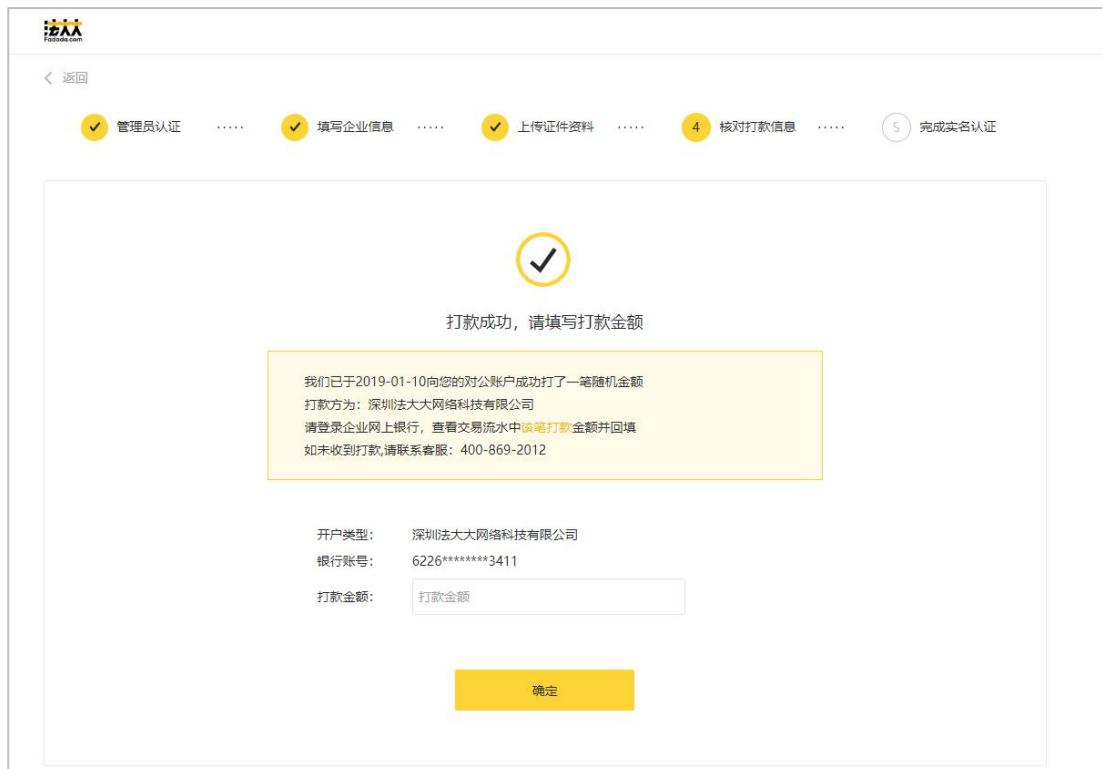 法大大
Fadada.com
返回
管理员认证 ..... 填写企业信息 ..... 上传证件资料 ..... 4 核对打款信息 ..... 5 完成实名认证
打款成功，请填写打款金额
我们已于2019-01-10向您的对公账户成功打了一笔随机金额
打款方为：深圳法大大网络科技有限公司
请登录企业网上银行，查看交易流水中该笔打款金额并回填
如未收到打款,请联系客服：400-869-2012
开户类型： 深圳法大大网络科技有限公司
银行账号： 6226********3411
打款金额： 打款金额
确定